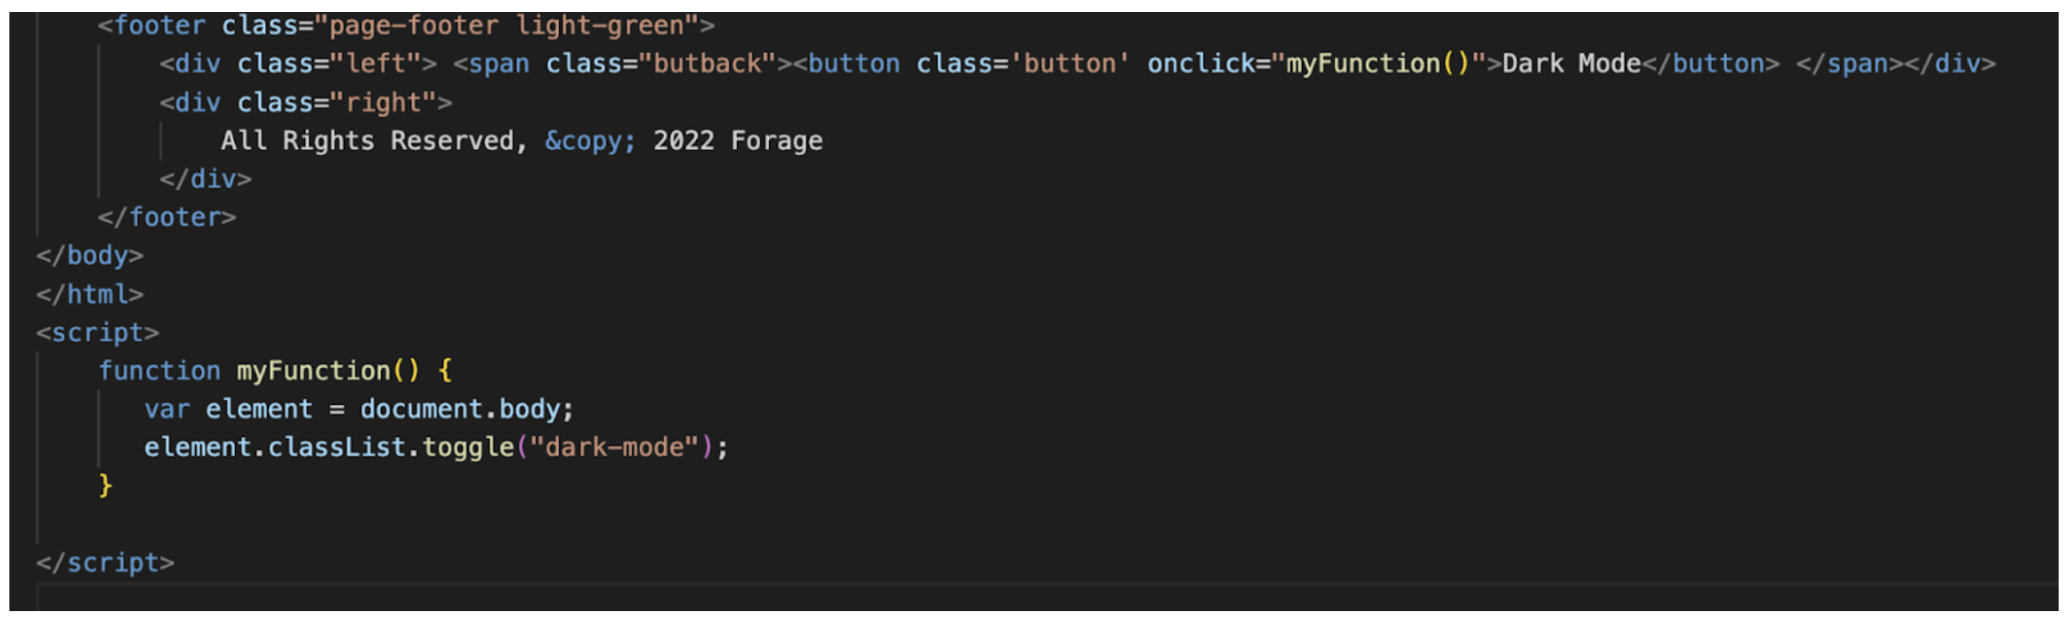 <footer class="page-footer light-green">
<div class="left"> <span class="butback"><button class='button' onclick="myFunction()">Dark Mode</button> </span></div>
<div class="right">
All Rights Reserved, &copy; 2022 Forage
</div>
</footer>
</body>
</html>
<script>
function myFunction() {
var element = document.body;
element.classList.toggle("dark-mode");
}
</script>